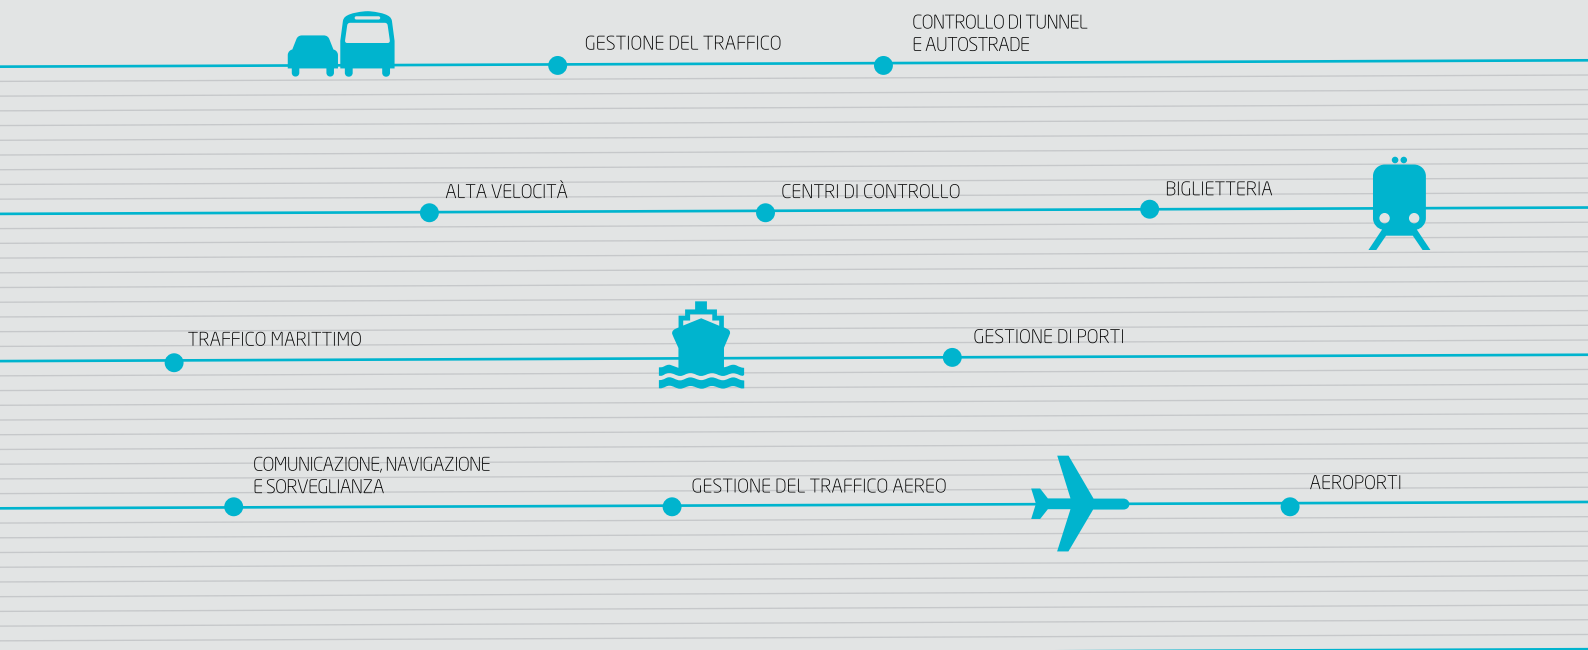 GESTIONE DEL TRAFFICO
CONTROLLO DI TUNNEL
E AUTOSTRADE
ALTA VELOCITÀ
CENTRI DI CONTROLLO
BIGLIETTERIA
TRAFFICO MARITTIMO
GESTIONE DI PORTI
COMUNICAZIONE, NAVIGAZIONE
E SORVEGLIANZA
GESTIONE DEL TRAFFICO AEREO
AEROPORTI